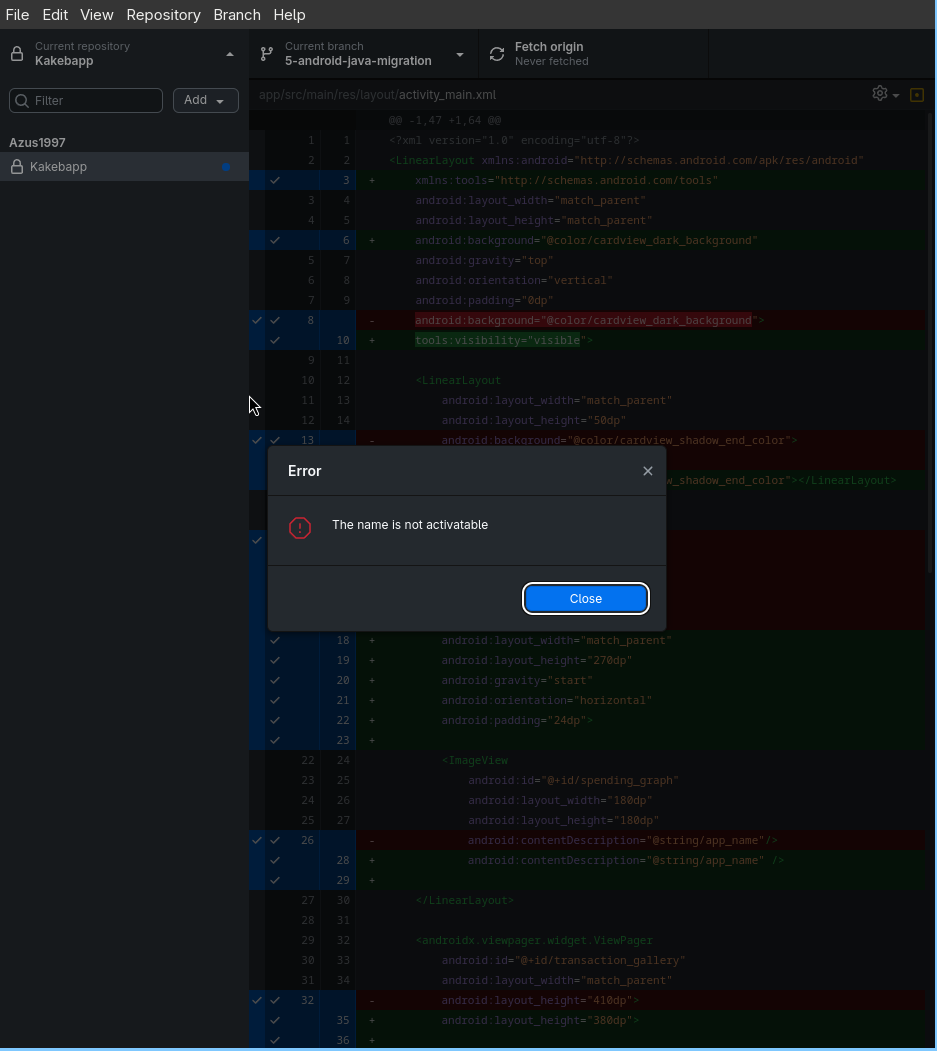 File Edit View Repository Branch Help
Current repository
Kakebapp
Current branch
5-android-java-migration
Fetch origin
Never fetched
Filter
Add
Azus1997
Kakebapp
app/src/main/res/layout/activity_main.xml
@@ -1,47 +1,64 @@
1 1 <?xml version="1.0" encoding="utf-8"?>
2 2 <LinearLayout xmlns:android="http://schemas.android.com/apk/res/android"
3 + xmlns:tools="http://schemas.android.com/tools"
3 4 android:layout_width="match_parent"
4 5 android:layout_height="match_parent"
6 + android:background="@color/cardview_dark_background"
5 7 android:gravity="top"
6 8 android:orientation="vertical"
7 9 android:padding="0dp"
8 - android:background="@color/cardview_dark_background">
10 + tools:visibility="visible">
9 11
10 12 <LinearLayout
11 13 android:layout_width="match_parent"
12 14 android:layout_height="50dp"
13 - android:background="@color/cardview_shadow_end_color">
w_shadow_end_color"></LinearLayout>
Error
The name is not activatable
Close
18 + android:layout_width="match_parent"
19 + android:layout_height="270dp"
20 + android:gravity="start"
21 + android:orientation="horizontal"
22 + android:padding="24dp">
23 +
22 24 <ImageView
23 25 android:id="@+id/spending_graph"
24 26 android:layout_width="180dp"
25 27 android:layout_height="180dp"
26 - android:contentDescription="@string/app_name"/>
28 + android:contentDescription="@string/app_name" />
29 +
27 30 </LinearLayout>
28 31
29 32 <androidx.viewpager.widget.ViewPager
30 33 android:id="@+id/transaction_gallery"
31 34 android:layout_width="match_parent"
32 - android:layout_height="410dp">
35 + android:layout_height="380dp">
36 +